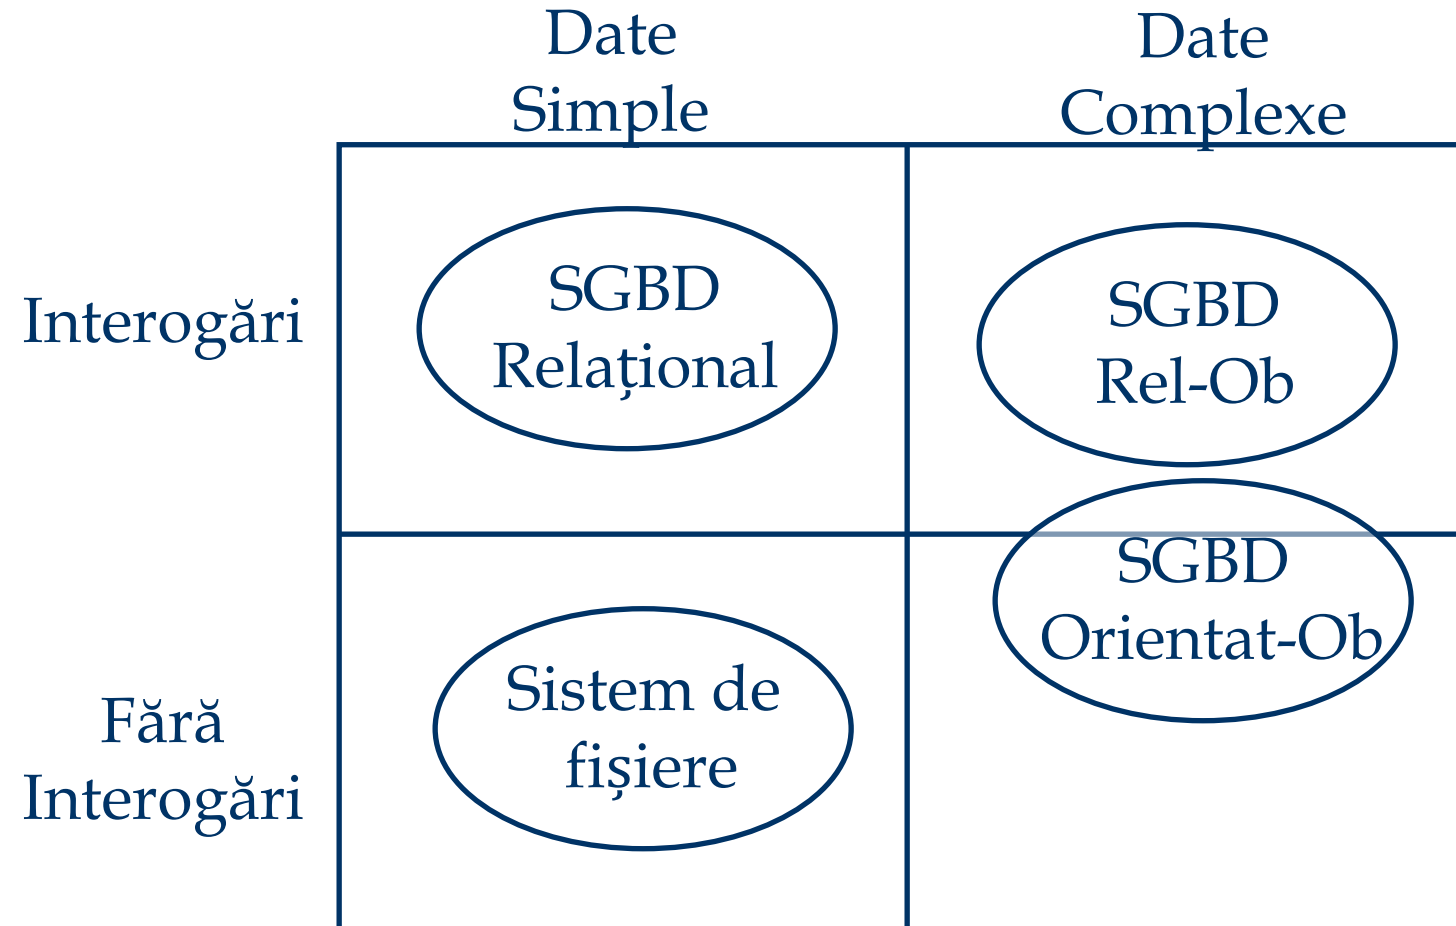 Date
Simple
Date
Complexe
Interogări
SGBD
Relațional
SGBD
Rel-Ob
SGBD
Orientat-Ob
Fără
Interogări
Sistem de
fișiere